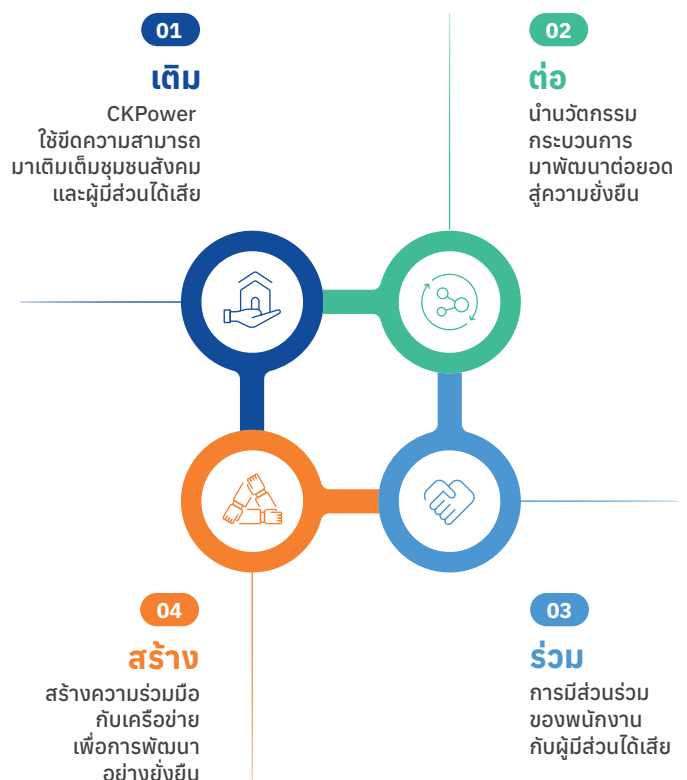 01
เติม
CKPower
ใช้ขีดความสามารถ
มาเติมเต็มชุมชนสังคม
และผู้มีส่วนได้เสีย
02
ต่อ
นำนวัตกรรม
กระบวนการ
มาพัฒนาต่อยอด
สู่ความยั่งยืน
03
ร่วม
การมีส่วนร่วม
ของพนักงาน
กับผู้มีส่วนได้เสีย
04
สร้าง
สร้างความร่วมมือ
กับเครือข่าย
เพื่อการพัฒนา
อย่างยั่งยืน